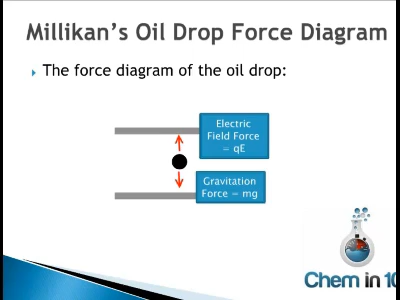 Millikan's Oil Drop Force Diagram
The force diagram of the oil drop:
Electric
Field Force
= qE
Gravitation
Force = mg
Chem in 10